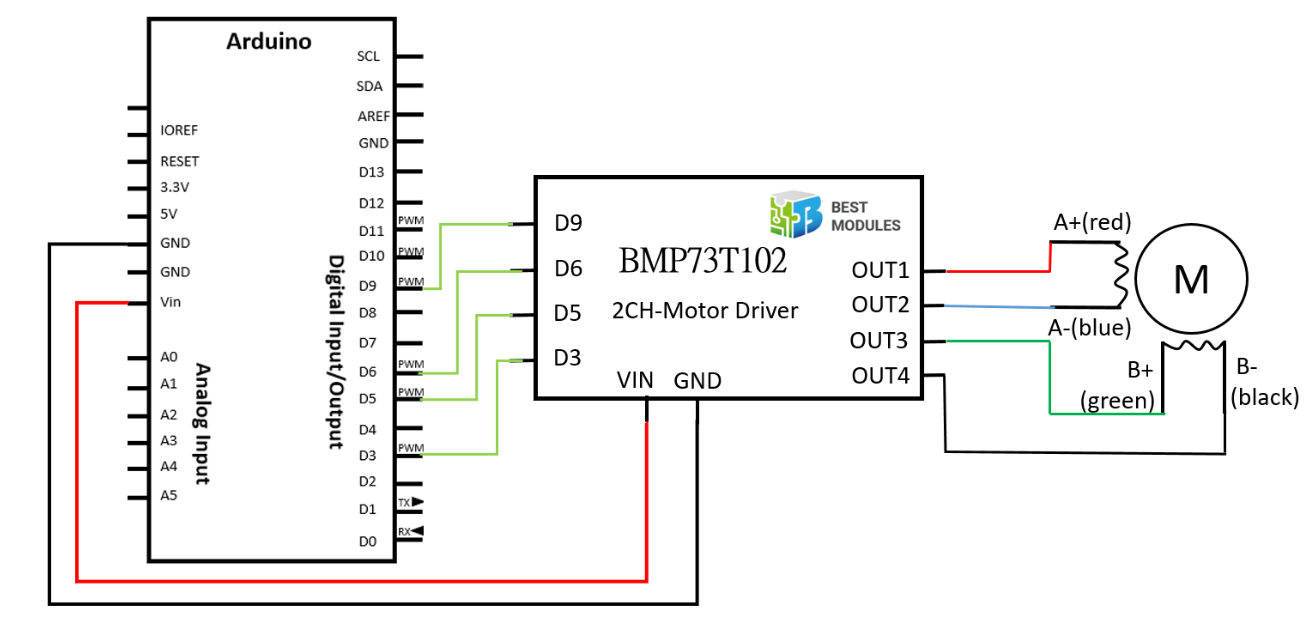 Arduino
SCL
SDA
AREF
GND
D13
D12
PWM
D11
PWM
D10
PWM
D9
D8
D7
PWM
D6
PWM
D5
D4
PWM
D3
D2
TX
D1
RX
D0
Digital Input/Output
IOREF
RESET
3.3V
5V
GND
GND
Vin
A0
A1
A2
A3
A4
A5
Analog Input
BEST
MODULES
BMP73T102
2CH-Motor Driver
D9
D6
D5
D3
VIN GND
OUT1
OUT2
OUT3
OUT4
A+(red)
A-(blue)
M
B+
(green)
B-
(black)